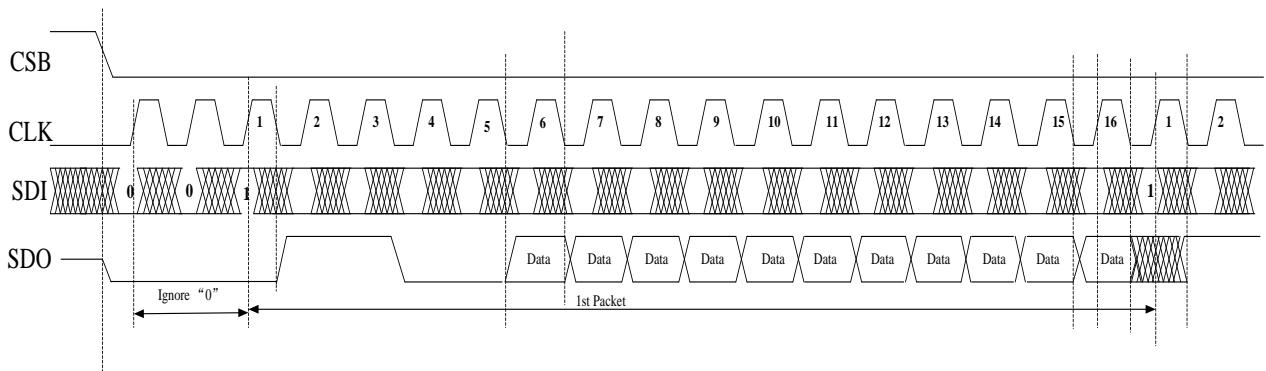 CSB
CLK 1 2 3 4 5 6 7 8 9 10 11 12 13 14 15 16 1 2
SDI 0 0 1 1
SDO Data Data Data Data Data Data Data Data Data Data Data
Ignore “0”
1st Packet